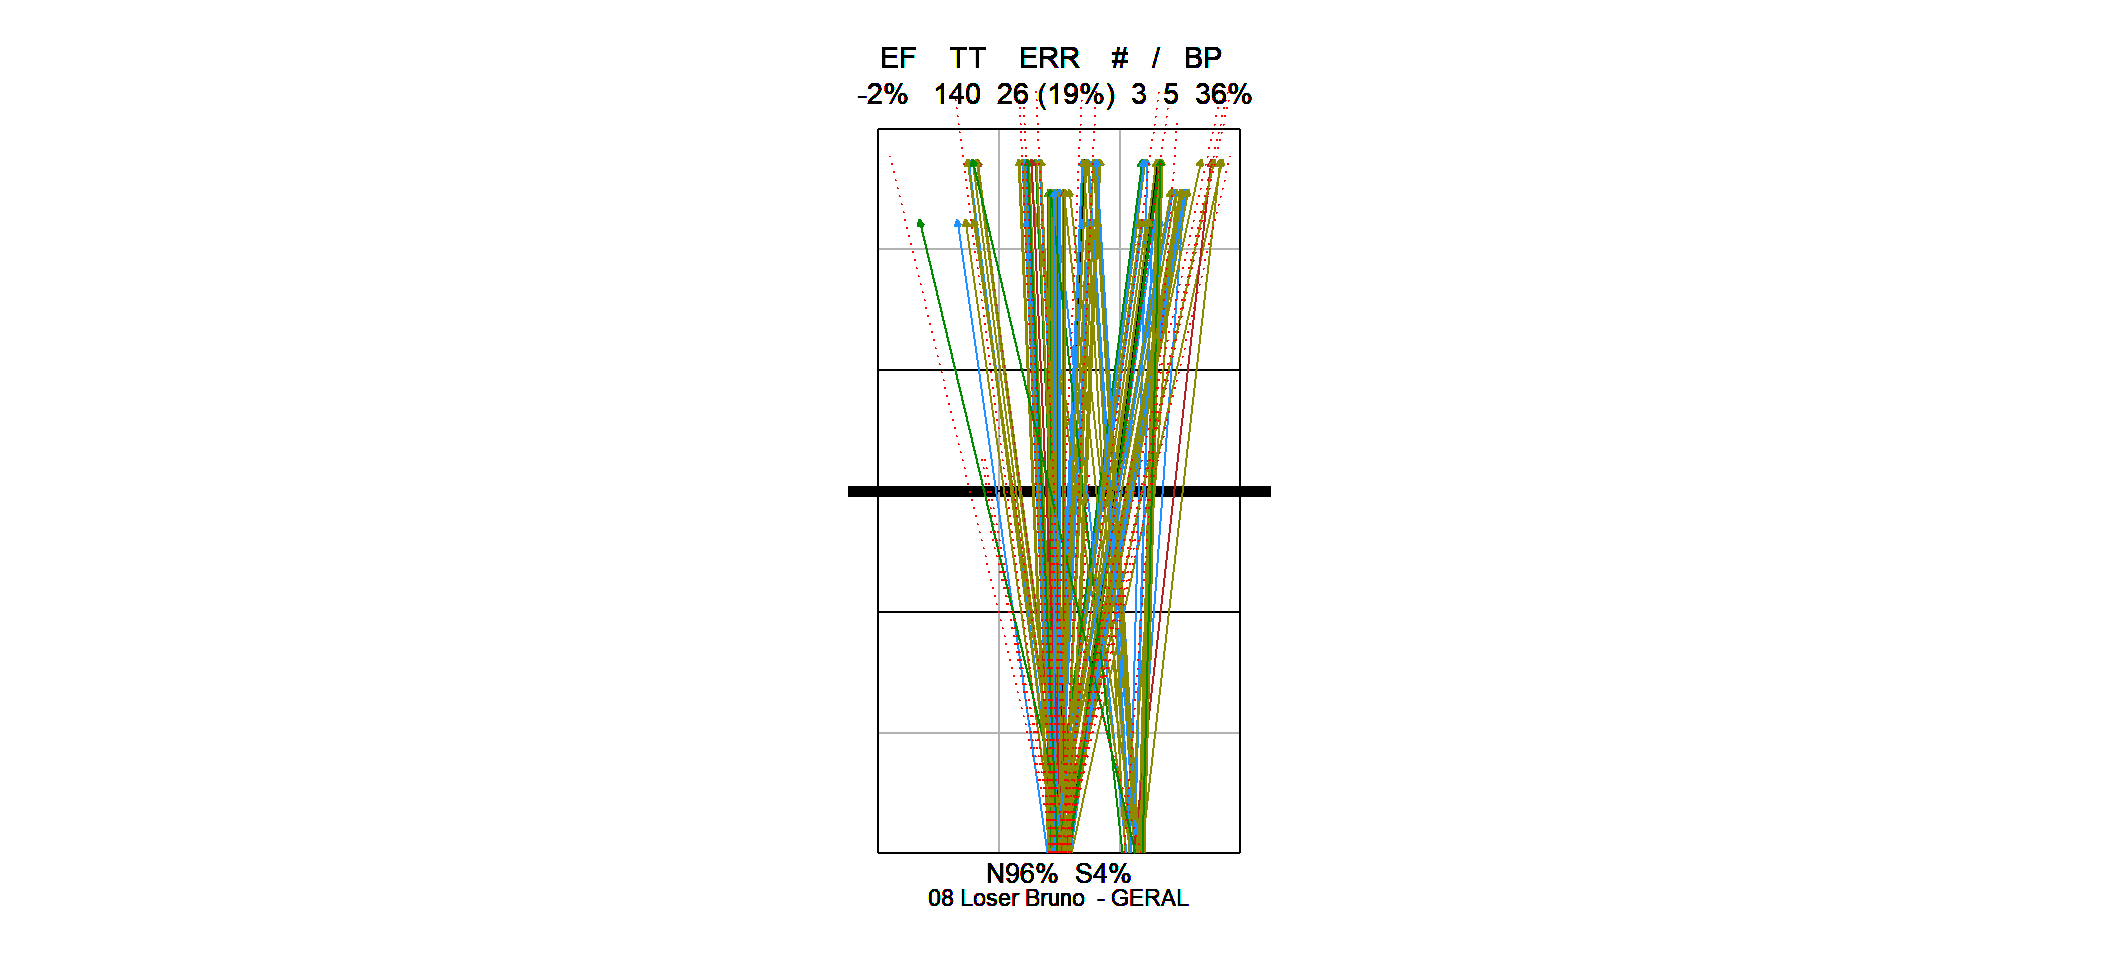 EF TT ERR # / BP
-2% 140 26 (19%) 3 5 36%
N96% S4%
08 Loser Bruno - GERAL